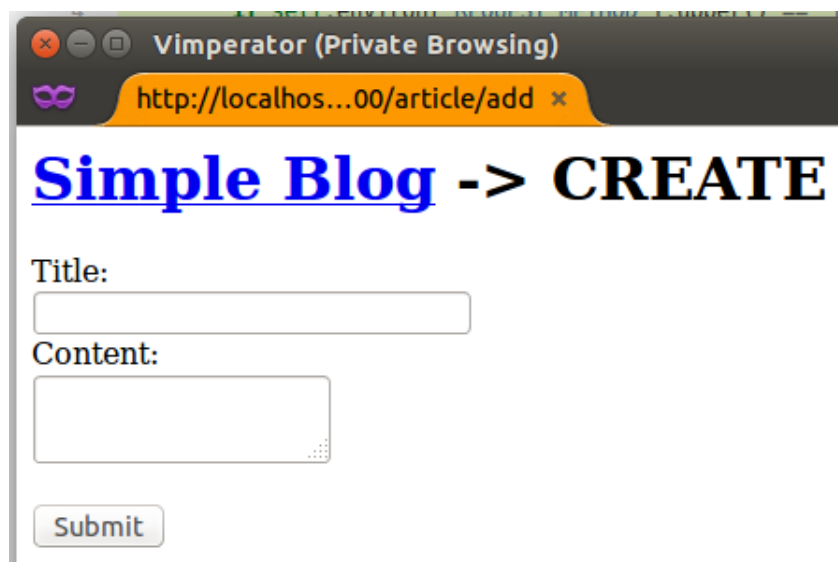 Vimperator (Private Browsing)
http://localhos...00/article/add ×
Simple Blog -> CREATE
Title:
Content:
Submit